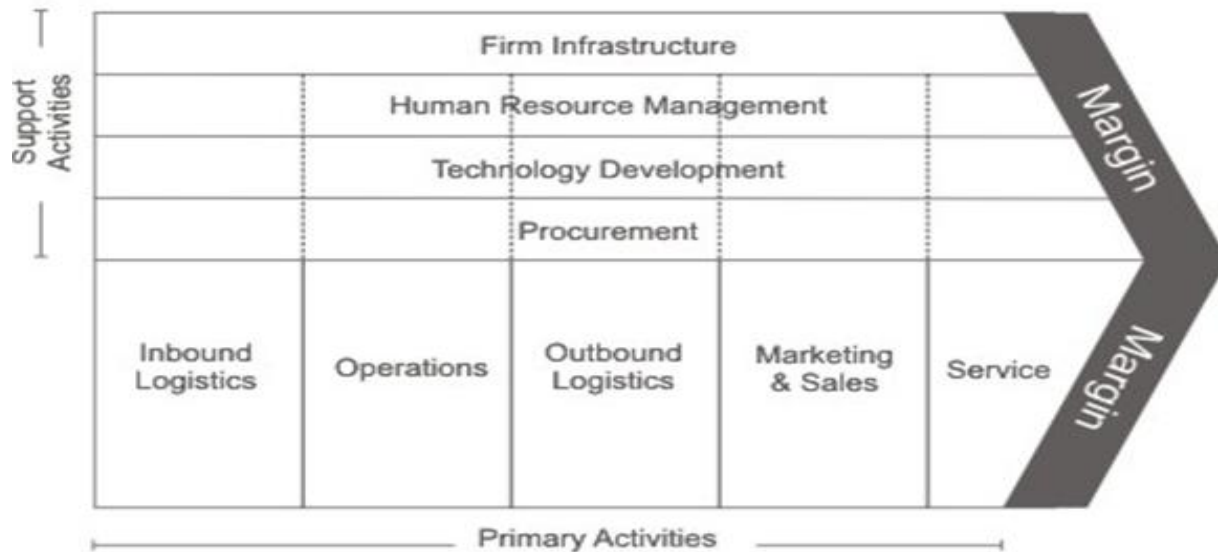 Support
Activities
Firm Infrastructure
Human Resource Management
Technology Development
Procurement
Margin
Inbound
Logistics
Operations
Outbound
Logistics
Marketing
& Sales
Service
Margin
Primary Activities